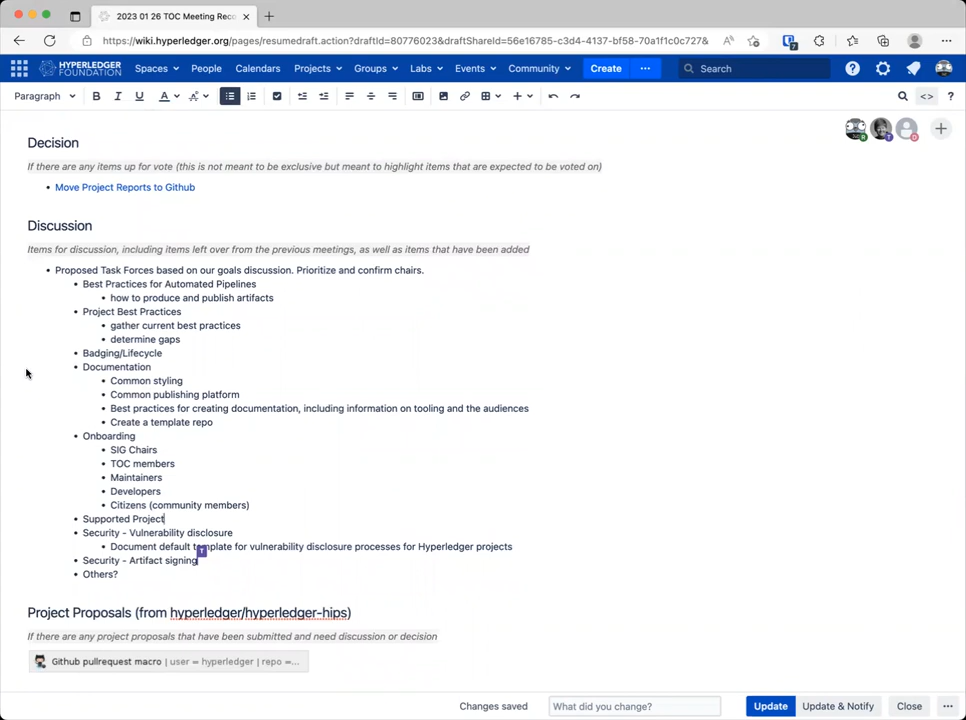 2023 01 26 TOC Meeting Reco
https://wiki.hyperledger.org/pages/resumedraft.action?draftId=80776023&draftShareId=56e16785-c3d4-4137-bf58-70a1f1c0c727&
HYPERLEDGER FOUNDATION Spaces People Calendars Projects Groups Labs Events Community Create Search
Paragraph B I U A
Decision
If there are any items up for vote (this is not meant to be exclusive but meant to highlight items that are expected to be voted on)
• Move Project Reports to Github
Discussion
Items for discussion, including items left over from the previous meetings, as well as items that have been added
• Proposed Task Forces based on our goals discussion. Prioritize and confirm chairs.
• Best Practices for Automated Pipelines
• how to produce and publish artifacts
• Project Best Practices
• gather current best practices
• determine gaps
• Badging/Lifecycle
• Documentation
• Common styling
• Common publishing platform
• Best practices for creating documentation, including information on tooling and the audiences
• Create a template repo
• Onboarding
• SIG Chairs
• TOC members
• Maintainers
• Developers
• Citizens (community members)
• Supported Project
• Security - Vulnerability disclosure
• Document default template for vulnerability disclosure processes for Hyperledger projects
• Security - Artifact signing
• Others?
Project Proposals (from hyperledger/hyperledger-hips)
If there are any project proposals that have been submitted and need discussion or decision
Github pullrequest macro | user = hyperledger | repo =...
Changes saved What did you change? Update Update & Notify Close